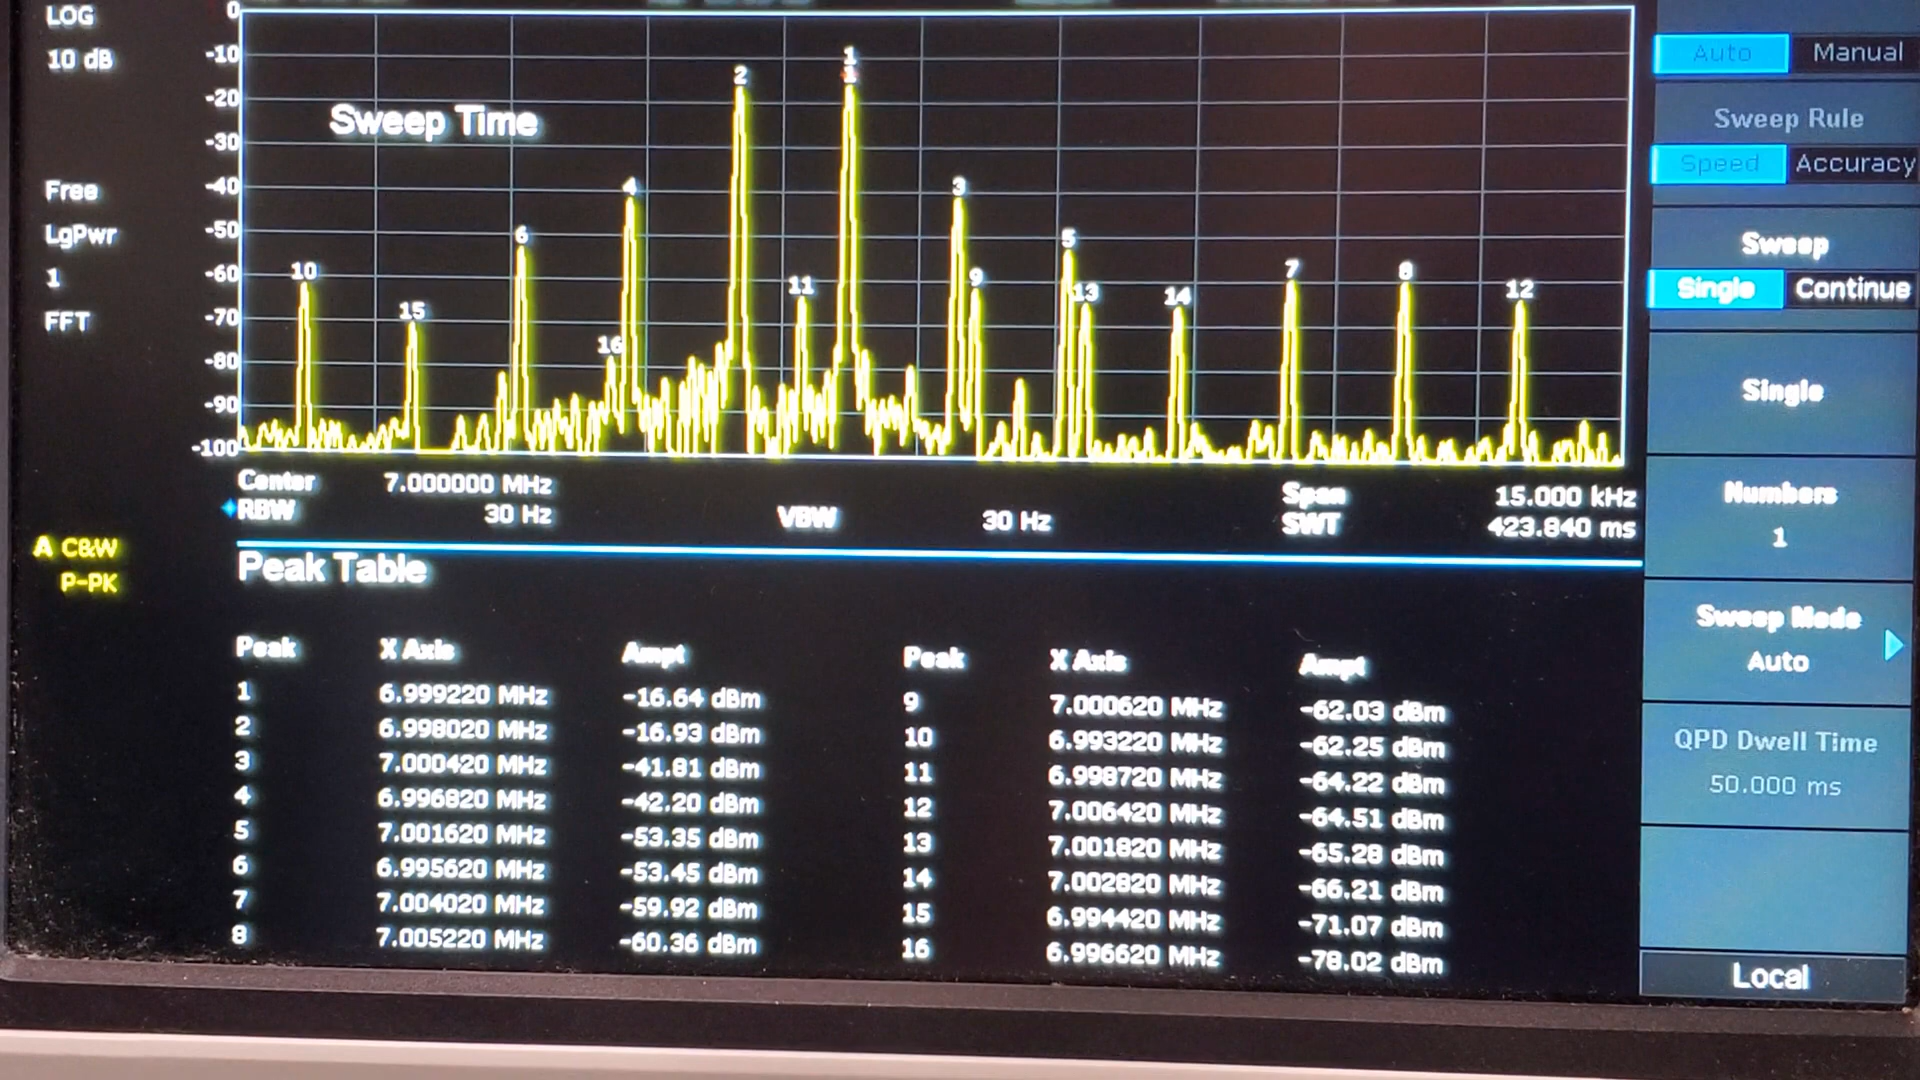 LOG
10 dB
Free
LgPwr
1
FFT
A C&W
P-PK
0
-10
-20
-30
-40
-50
-60
-70
-80
-90
-100
Sweep Time
10
15
6
16
4
2
11
1
1
3
9
5
13
14
7
8
12
Center 7.000000 MHz Span 15.000 kHz
RBW 30 Hz VBW 30 Hz SWT 423.840 ms
Peak Table
Peak X Axis Ampt Peak X Axis Ampt
1 6.999220 MHz -16.64 dBm 9 7.000620 MHz -62.03 dBm
2 6.998020 MHz -16.93 dBm 10 6.993220 MHz -62.25 dBm
3 7.000420 MHz -41.81 dBm 11 6.998720 MHz -64.22 dBm
4 6.996820 MHz -42.20 dBm 12 7.006420 MHz -64.51 dBm
5 7.001620 MHz -53.35 dBm 13 7.001820 MHz -65.28 dBm
6 6.995620 MHz -53.45 dBm 14 7.002820 MHz -66.21 dBm
7 7.004020 MHz -59.92 dBm 15 6.994420 MHz -71.07 dBm
8 7.005220 MHz -60.36 dBm 16 6.996620 MHz -78.02 dBm
Auto Manual
Sweep Rule
Speed Accuracy
Sweep
Single Continue
Single
Numbers
1
Sweep Mode
Auto
QPD Dwell Time
50.000 ms
Local